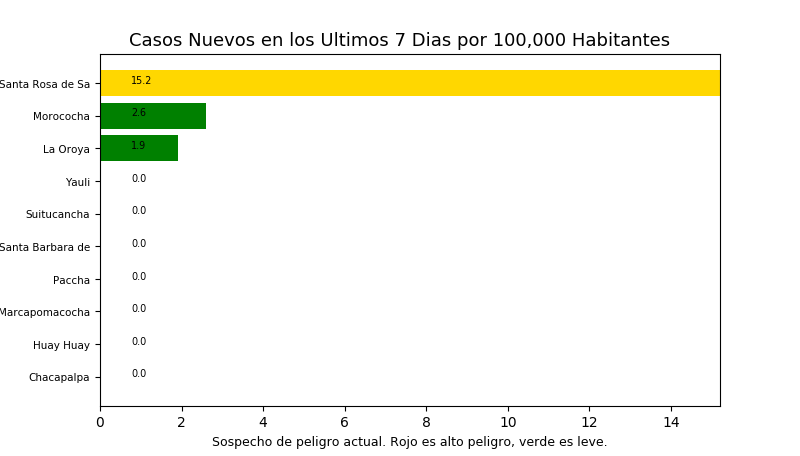 Casos Nuevos en los Ultimos 7 Dias por 100,000 Habitantes
Santa Rosa de Sa 15.2
Morococha 2.6
La Oroya 1.9
Yauli 0.0
Suitucancha 0.0
Santa Barbara de 0.0
Paccha 0.0
Marcapomacocha 0.0
Huay Huay 0.0
Chacapalpa 0.0
0 2 4 6 8 10 12 14
Sospecho de peligro actual. Rojo es alto peligro, verde es leve.